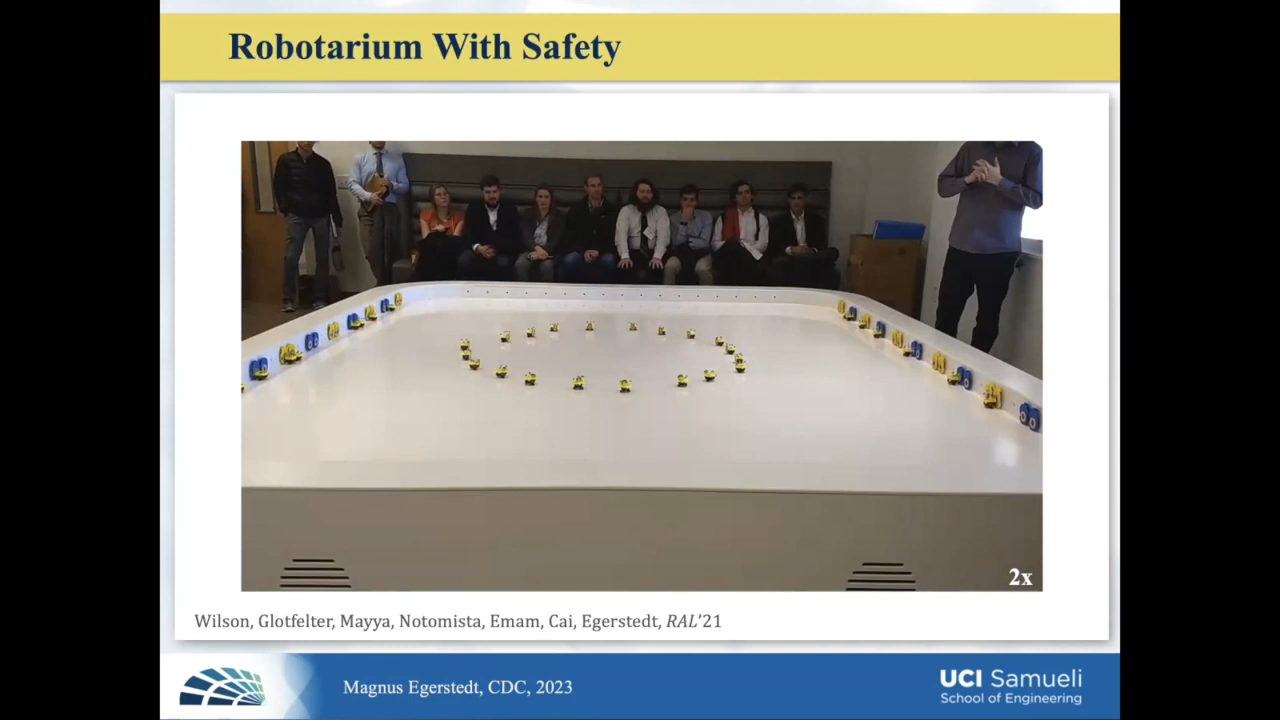 Robotarium With Safety
2x
Wilson, Glotfelter, Mayya, Notomista, Emam, Cai, Egerstedt, RAL'21
Magnus Egerstedt, CDC, 2023
UCI Samueli
School of Engineering